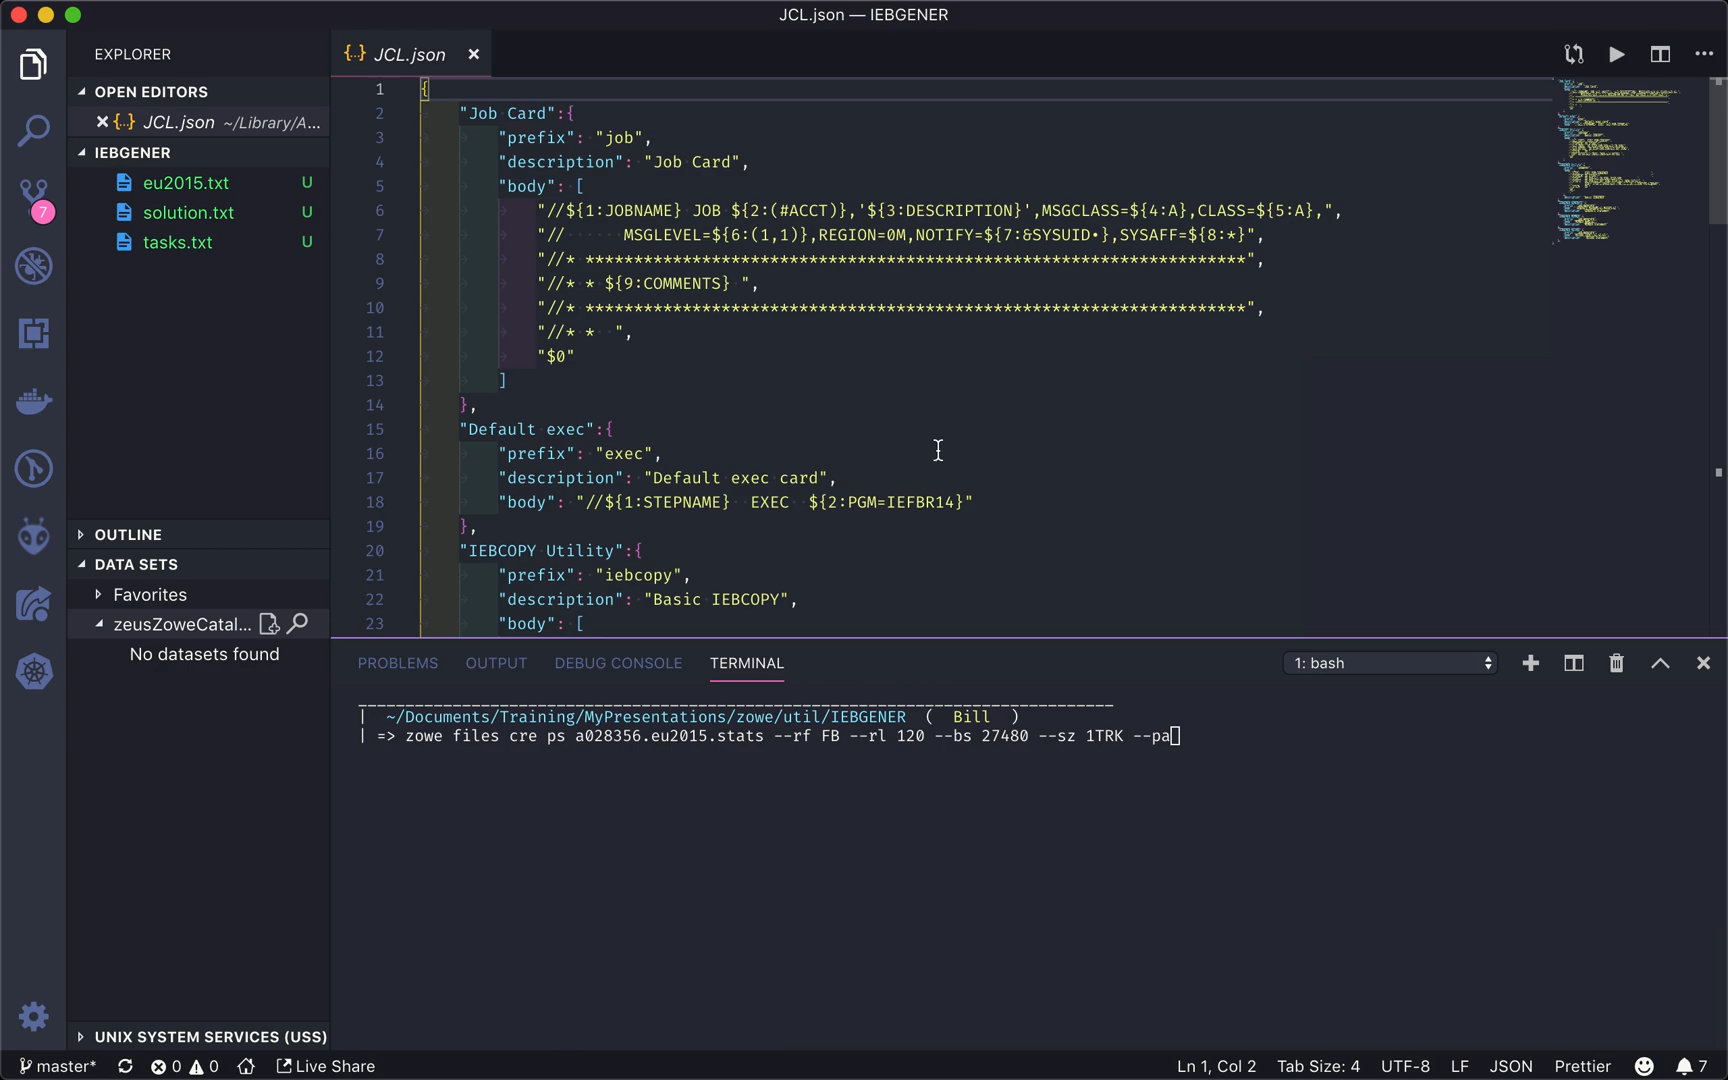 JCL.json — IEBGENER
EXPLORER
OPEN EDITORS
JCL.json ~/Library/A...
IEBGENER
eu2015.txt U
solution.txt U
tasks.txt U
7
OUTLINE
DATA SETS
Favorites
zeusZoweCatal...
No datasets found
UNIX SYSTEM SERVICES (USS)
{..} JCL.json
1 {
2 "Job Card":{
3 "prefix": "job",
4 "description": "Job Card",
5 "body": [
6 "//${1:JOBNAME} JOB ${2:(#ACCT)},'${3:DESCRIPTION}',MSGCLASS=${4:A},CLASS=${5:A},",
7 "// MSGLEVEL=${6:(1,1)},REGION=0M,NOTIFY=${7:&SYSUID•},SYSAFF=${8:*}",
8 "//* ********************************************************************",
9 "//* * ${9:COMMENTS} ",
10 "//* ********************************************************************",
11 "//* * ",
12 "$0"
13 ]
14 },
15 "Default exec":{
16 "prefix": "exec",
17 "description": "Default exec card",
18 "body": "//${1:STEPNAME} EXEC ${2:PGM=IEFBR14}"
19 },
20 "IEBCOPY Utility":{
21 "prefix": "iebcopy",
22 "description": "Basic IEBCOPY",
23 "body": [
PROBLEMS OUTPUT DEBUG CONSOLE TERMINAL 1: bash
| ~/Documents/Training/MyPresentations/zowe/util/IEBGENER ( Bill )
| => zowe files cre ps a028356.eu2015.stats --rf FB --rl 120 --bs 27480 --sz 1TRK --pa
master* 0 0 Live Share Ln 1, Col 2 Tab Size: 4 UTF-8 LF JSON Prettier 7